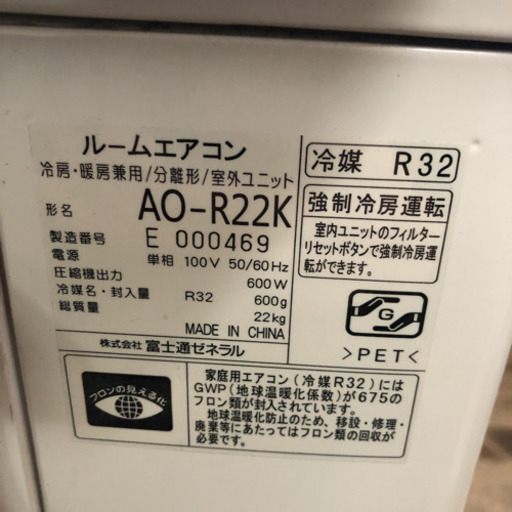 ルームエアコン
冷房・暖房兼用/分離形/室外ユニット
形名 AO-R22K
製造番号 E 000469
電源 単相 100V 50/60Hz
圧縮機出力 600W
冷媒名・封入量 R32 600g
総質量 22kg
MADE IN CHINA
株式会社 富士通ゼネラル
冷媒 R32
強制冷房運転
室内ユニットのフィルター
リセットボタンで強制冷房運
転ができます。
G
>PET<
フロンの見える化
家庭用エアコン(冷媒R32)には
GWP(地球温暖化係数)が675の
フロン類が封入されています。
地球温暖化防止のため、移設・修理・
廃棄等にあたってはフロン類の回収が
必要です。